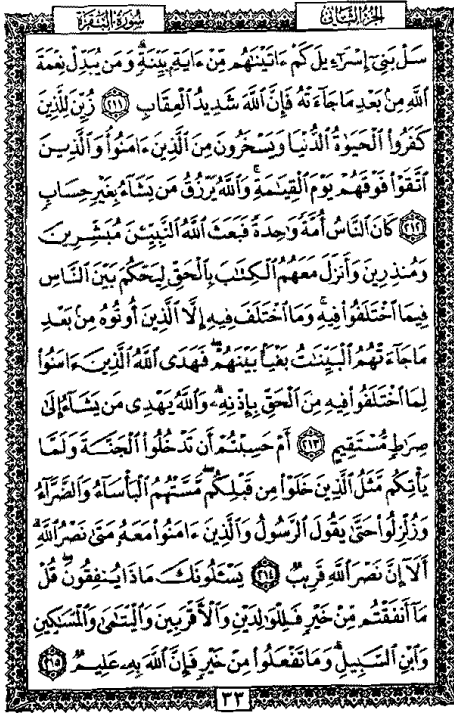 الجزء الثاني
سورة البقرة
سَلْ بَنِىٓ إِسْرَٰٓءِيلَ كَمْ ءَاتَيْنَٰهُم مِّنْ ءَايَةٍۭ بَيِّنَةٍۗ وَمَن يُبَدِّلْ نِعْمَةَ
ٱللَّهِ مِنۢ بَعْدِ مَا جَآءَتْهُ فَإِنَّ ٱللَّهَ شَدِيدُ ٱلْعِقَابِ ٢١١ زُيِّنَ لِلَّذِينَ
كَفَرُوا۟ ٱلْحَيَوٰةُ ٱلدُّنْيَا وَيَسْخَرُونَ مِنَ ٱلَّذِينَ ءَامَنُوا۟ وَٱلَّذِينَ
ٱتَّقَوْا۟ فَوْقَهُمْ يَوْمَ ٱلْقِيَٰمَةِۗ وَٱللَّهُ يَرْزُقُ مَن يَشَآءُ بِغَيْرِ حِسَابٍ
٢١٢ كَانَ ٱلنَّاسُ أُمَّةً وَٰحِدَةً فَبَعَثَ ٱللَّهُ ٱلنَّبِيِّۦنَ مُبَشِّرِينَ
وَمُنذِرِينَ وَأَنزَلَ مَعَهُمُ ٱلْكِتَٰبَ بِٱلْحَقِّ لِيَحْكُمَ بَيْنَ ٱلنَّاسِ
فِيمَا ٱخْتَلَفُوا۟ فِيهِۚ وَمَا ٱخْتَلَفَ فِيهِ إِلَّا ٱلَّذِينَ أُوتُوهُ مِنۢ بَعْدِ
مَا جَآءَتْهُمُ ٱلْبَيِّنَٰتُ بَغْيًۢا بَيْنَهُمْۖ فَهَدَى ٱللَّهُ ٱلَّذِينَ ءَامَنُوا۟
لِمَا ٱخْتَلَفُوا۟ فِيهِ مِنَ ٱلْحَقِّ بِإِذْنِهِۦۗ وَٱللَّهُ يَهْدِى مَن يَشَآءُ إِلَىٰ
صِرَٰطٍ مُّسْتَقِيمٍ ٢١٣ أَمْ حَسِبْتُمْ أَن تَدْخُلُوا۟ ٱلْجَنَّةَ وَلَمَّا
يَأْتِكُم مَّثَلُ ٱلَّذِينَ خَلَوْا۟ مِن قَبْلِكُمۖ مَّسَّتْهُمُ ٱلْبَأْسَآءُ وَٱلضَّرَّآءُ
وَزُلْزِلُوا۟ حَتَّىٰ يَقُولَ ٱلرَّسُولُ وَٱلَّذِينَ ءَامَنُوا۟ مَعَهُۥ مَتَىٰ نَصْرُ ٱللَّهِۗ
أَلَآ إِنَّ نَصْرَ ٱللَّهِ قَرِيبٌ ٢١٤ يَسْـَٔلُونَكَ مَاذَا يُنفِقُونَۖ قُلْ
مَآ أَنفَقْتُم مِّنْ خَيْرٍ فَلِلْوَٰلِدَيْنِ وَٱلْأَقْرَبِينَ وَٱلْيَتَٰمَىٰ وَٱلْمَسَٰكِينِ
وَٱبْنِ ٱلسَّبِيلِۗ وَمَا تَفْعَلُوا۟ مِنْ خَيْرٍ فَإِنَّ ٱللَّهَ بِهِۦ عَلِيمٌ ٢١٥
٣٣